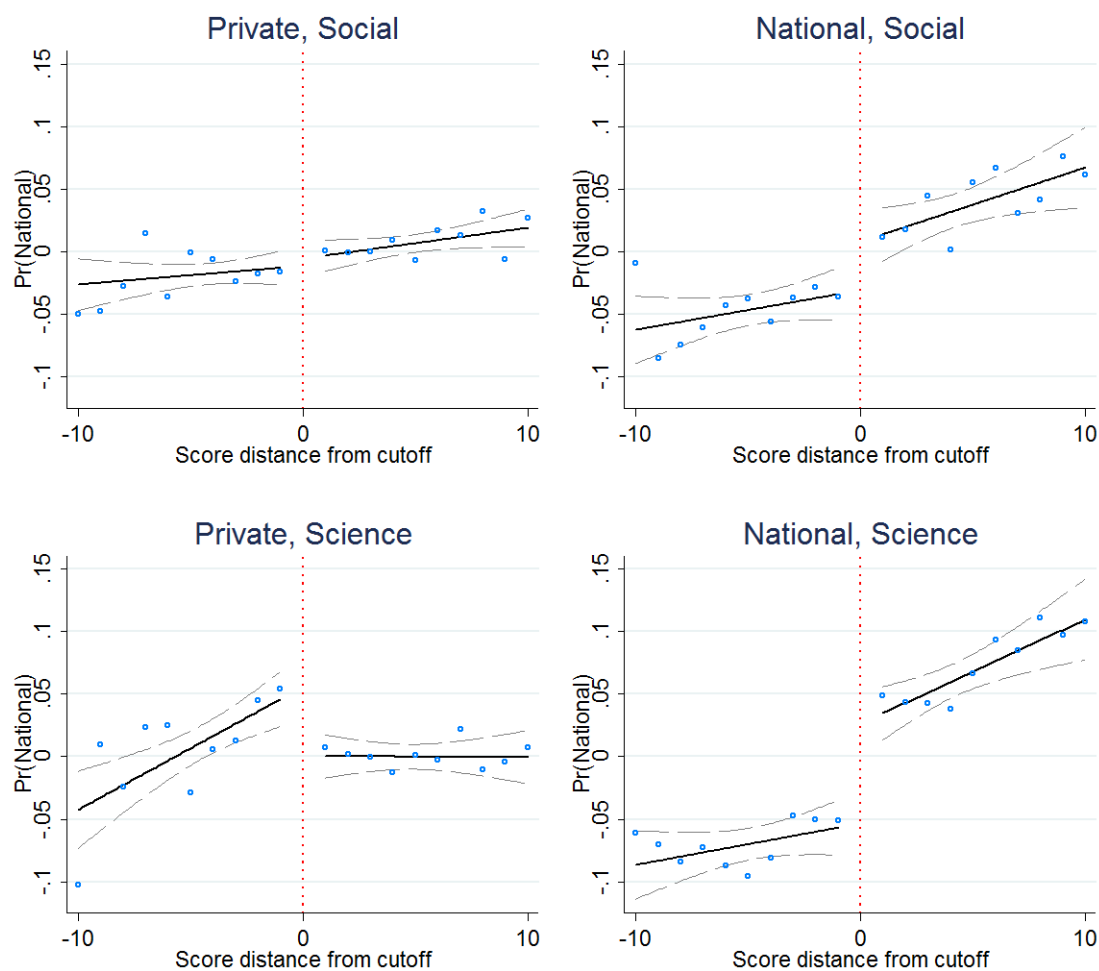 Private, Social
Pr(National)
.15
.1
.05
0
-.05
-.1
-10 0 10
Score distance from cutoff
National, Social
Pr(National)
.15
.1
.05
0
-.05
-.1
-10 0 10
Score distance from cutoff
Private, Science
Pr(National)
.15
.1
.05
0
-.05
-.1
-10 0 10
Score distance from cutoff
National, Science
Pr(National)
.15
.1
.05
0
-.05
-.1
-10 0 10
Score distance from cutoff